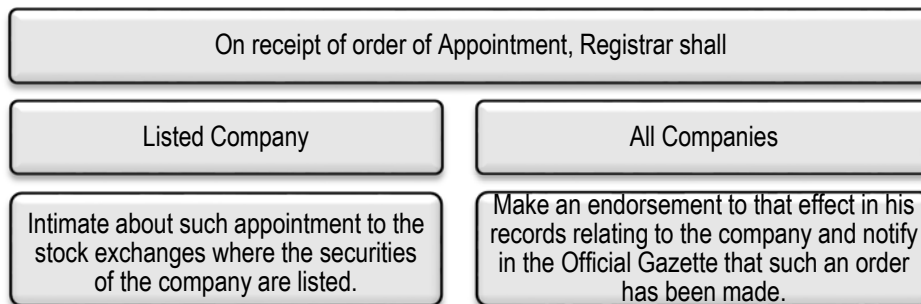 On receipt of order of Appointment, Registrar shall
Listed Company
All Companies
Intimate about such appointment to the
stock exchanges where the securities
of the company are listed.
Make an endorsement to that effect in his
records relating to the company and notify
in the Official Gazette that such an order
has been made.